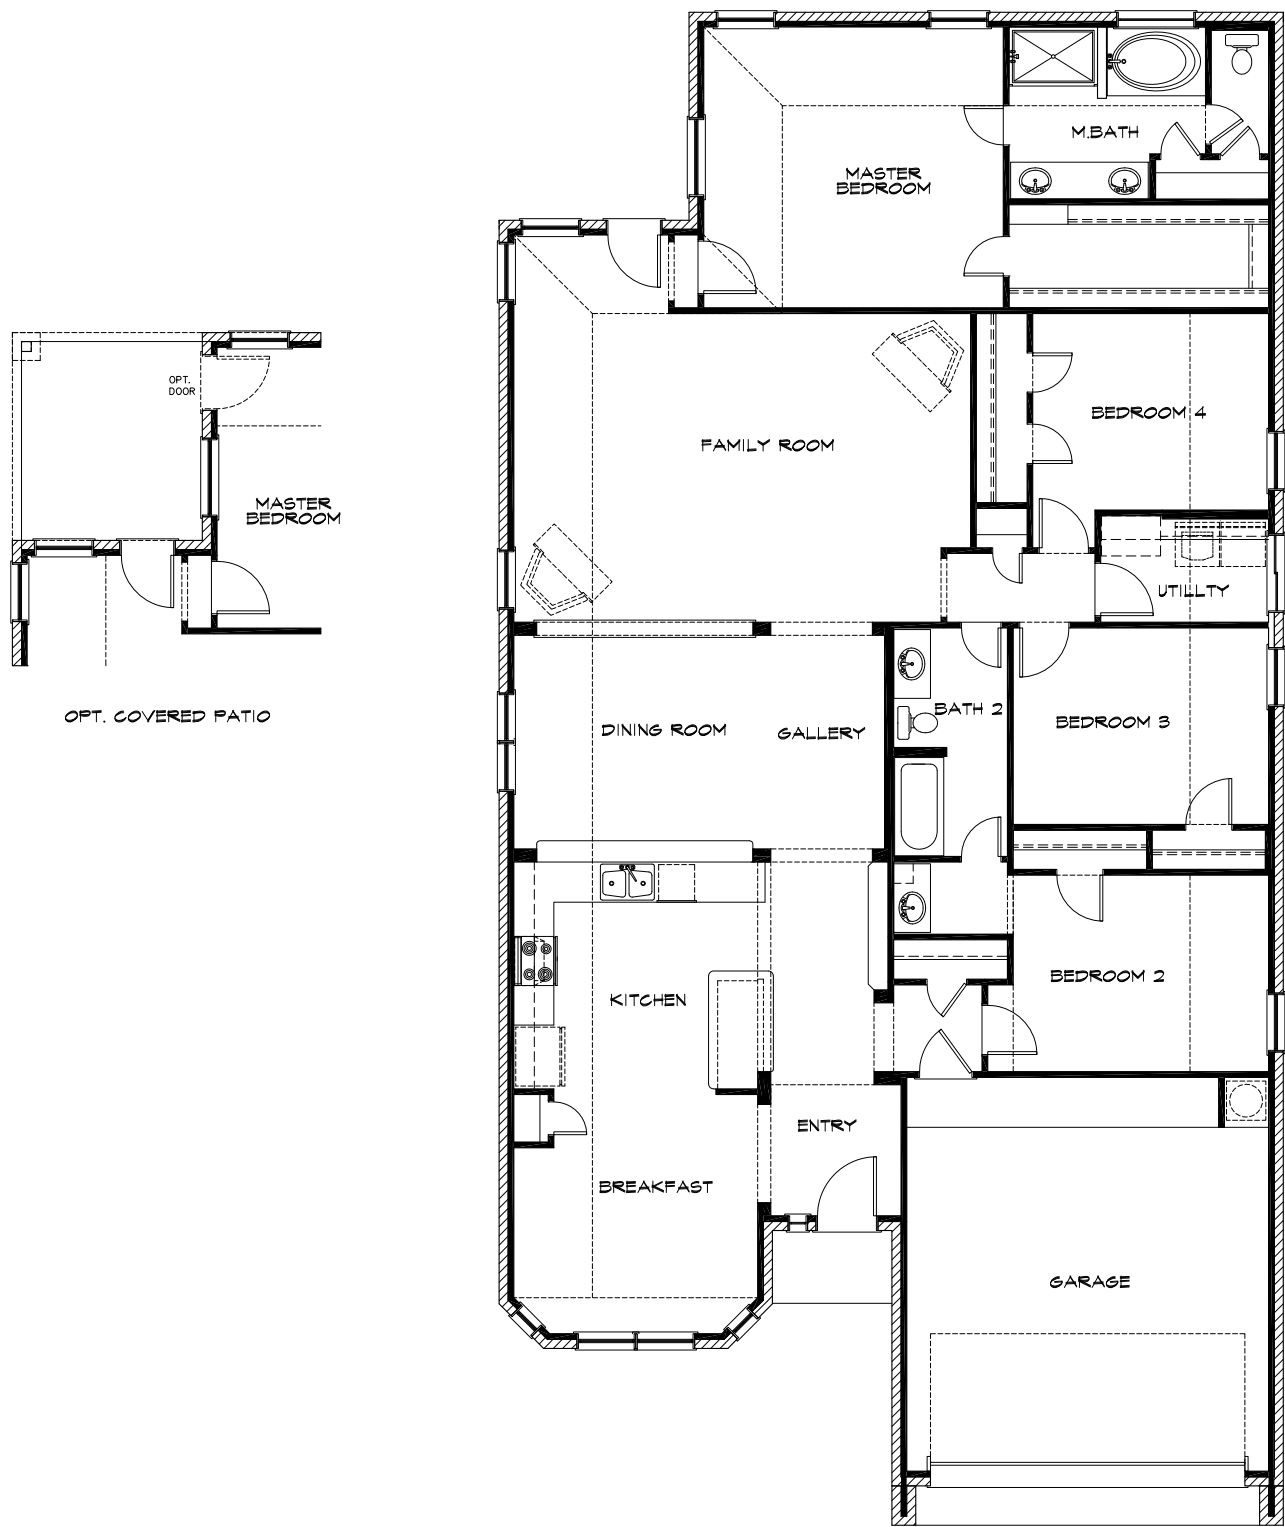 M.BATH
MASTER
BEDROOM
OPT.
DOOR
BEDROOM 4
FAMILY ROOM
MASTER
BEDROOM
UTILLTY
OPT. COVERED PATIO
BATH 2
BEDROOM 3
DINING ROOM
GALLERY
BEDROOM 2
KITCHEN
ENTRY
BREAKFAST
GARAGE